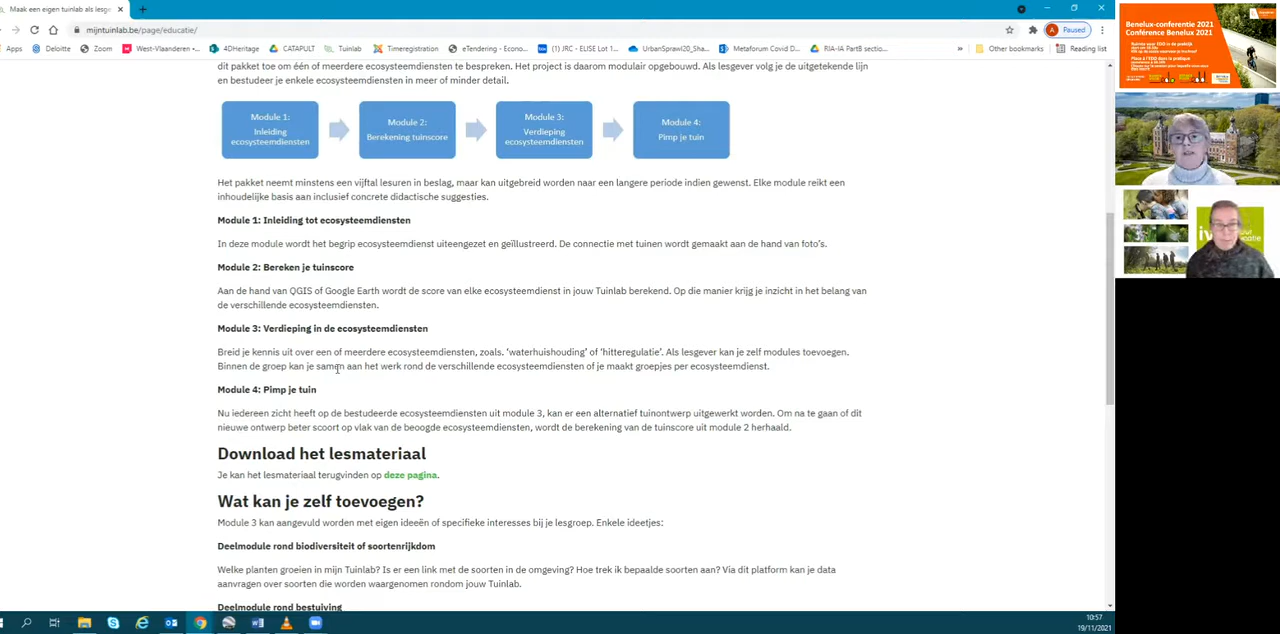 Maak een eigen tuinlab als lesge
mijntuinlab.be/page/educatie/
Paused
Apps
Deloitte
Zoom
West-Vlaanderen •...
4DHeritage
CATAPULT
Tuinlab
Timeregistration
eTendering - Econo...
(1) JRC - ELISE Lot 1...
UrbanSprawl20_Sha...
Metaforum Covid D...
RIA-IA PartB sectio...
»
Other bookmarks
Reading list
dit pakket toe om één of meerdere ecosysteemdiensten in tuinen te bespreken. Het project is daarom modulair opgebouwd. Als lesgever volg je de uitgetekende lijn
en bestudeer je enkele ecosysteemdiensten in meer of minder detail.
Module 1:
Inleiding
ecosysteemdiensten
Module 2:
Berekening tuinscore
Module 3:
Verdieping
ecosysteemdiensten
Module 4:
Pimp je tuin
Het pakket neemt minstens een vijftal lesuren in beslag, maar kan uitgebreid worden naar een langere periode indien gewenst. Elke module reikt een
inhoudelijke basis aan inclusief concrete didactische suggesties.
Module 1: Inleiding tot ecosysteemdiensten
In deze module wordt het begrip ecosysteemdienst uiteengezet en geïllustreerd. De connectie met tuinen wordt gemaakt aan de hand van foto's.
Module 2: Bereken je tuinscore
Aan de hand van QGIS of Google Earth wordt de score van elke ecosysteemdienst in jouw Tuinlab berekend. Op die manier krijg je inzicht in het belang van
de verschillende ecosysteemdiensten.
Module 3: Verdieping in de ecosysteemdiensten
Breid je kennis uit over een of meerdere ecosysteemdiensten, zoals. 'waterhuishouding' of 'hitteregulatie'. Als lesgever kan je zelf modules toevoegen.
Binnen de groep kan je samen aan het werk rond de verschillende ecosysteemdiensten of je maakt groepjes per ecosysteemdienst.
Module 4: Pimp je tuin
Nu iedereen zicht heeft op de bestudeerde ecosysteemdiensten uit module 3, kan er een alternatief tuinontwerp uitgewerkt worden. Om na te gaan of dit
nieuwe ontwerp beter scoort op vlak van de beoogde ecosysteemdiensten, wordt de berekening van de tuinscore uit module 2 herhaald.
Download het lesmateriaal
Je kan het lesmateriaal terugvinden op deze pagina.
Wat kan je zelf toevoegen?
Module 3 kan aangevuld worden met eigen ideeën of specifieke interesses bij je lesgroep. Enkele ideetjes:
Deelmodule rond biodiversiteit of soortenrijkdom
Welke planten groeien in mijn Tuinlab? Is er een link met de soorten in de omgeving? Hoe trek ik bepaalde soorten aan? Via dit platform kan je data
aanvragen over soorten die worden waargenomen rondom jouw Tuinlab.
Deelmodule rond bestuiving
10:57
19/11/2021
Benelux-conferentie 2021
Conférence Benelux 2021